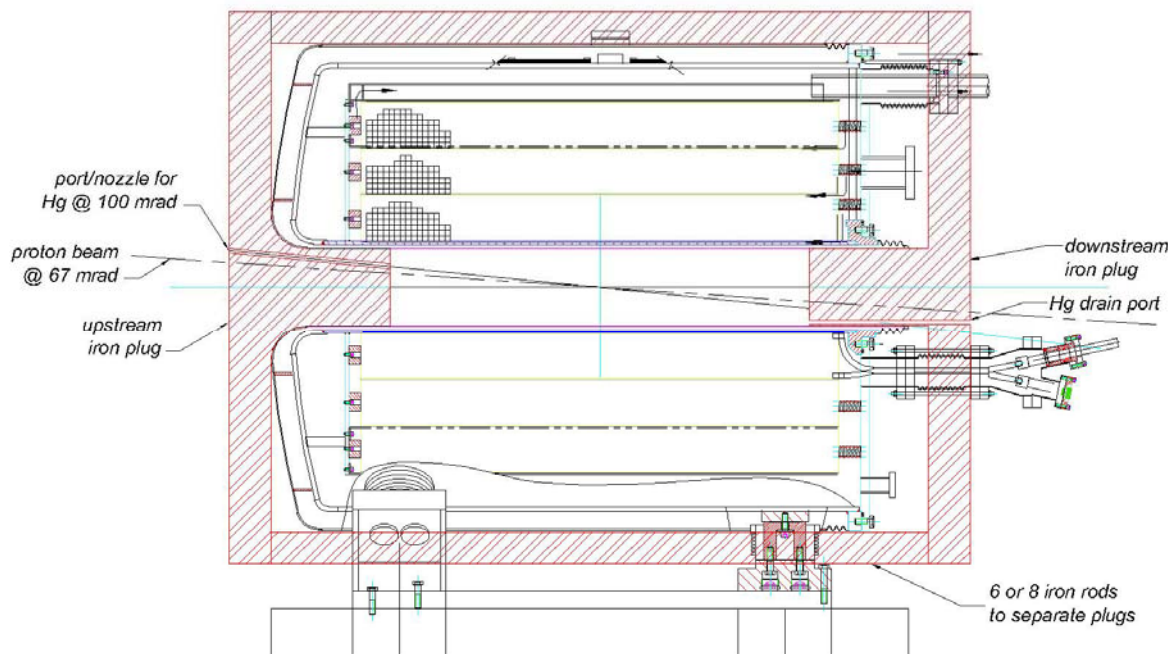 port/nozzle for
Hg @ 100 mrad
proton beam
@ 67 mrad
upstream
iron plug
downstream
iron plug
Hg drain port
6 or 8 iron rods
to separate plugs